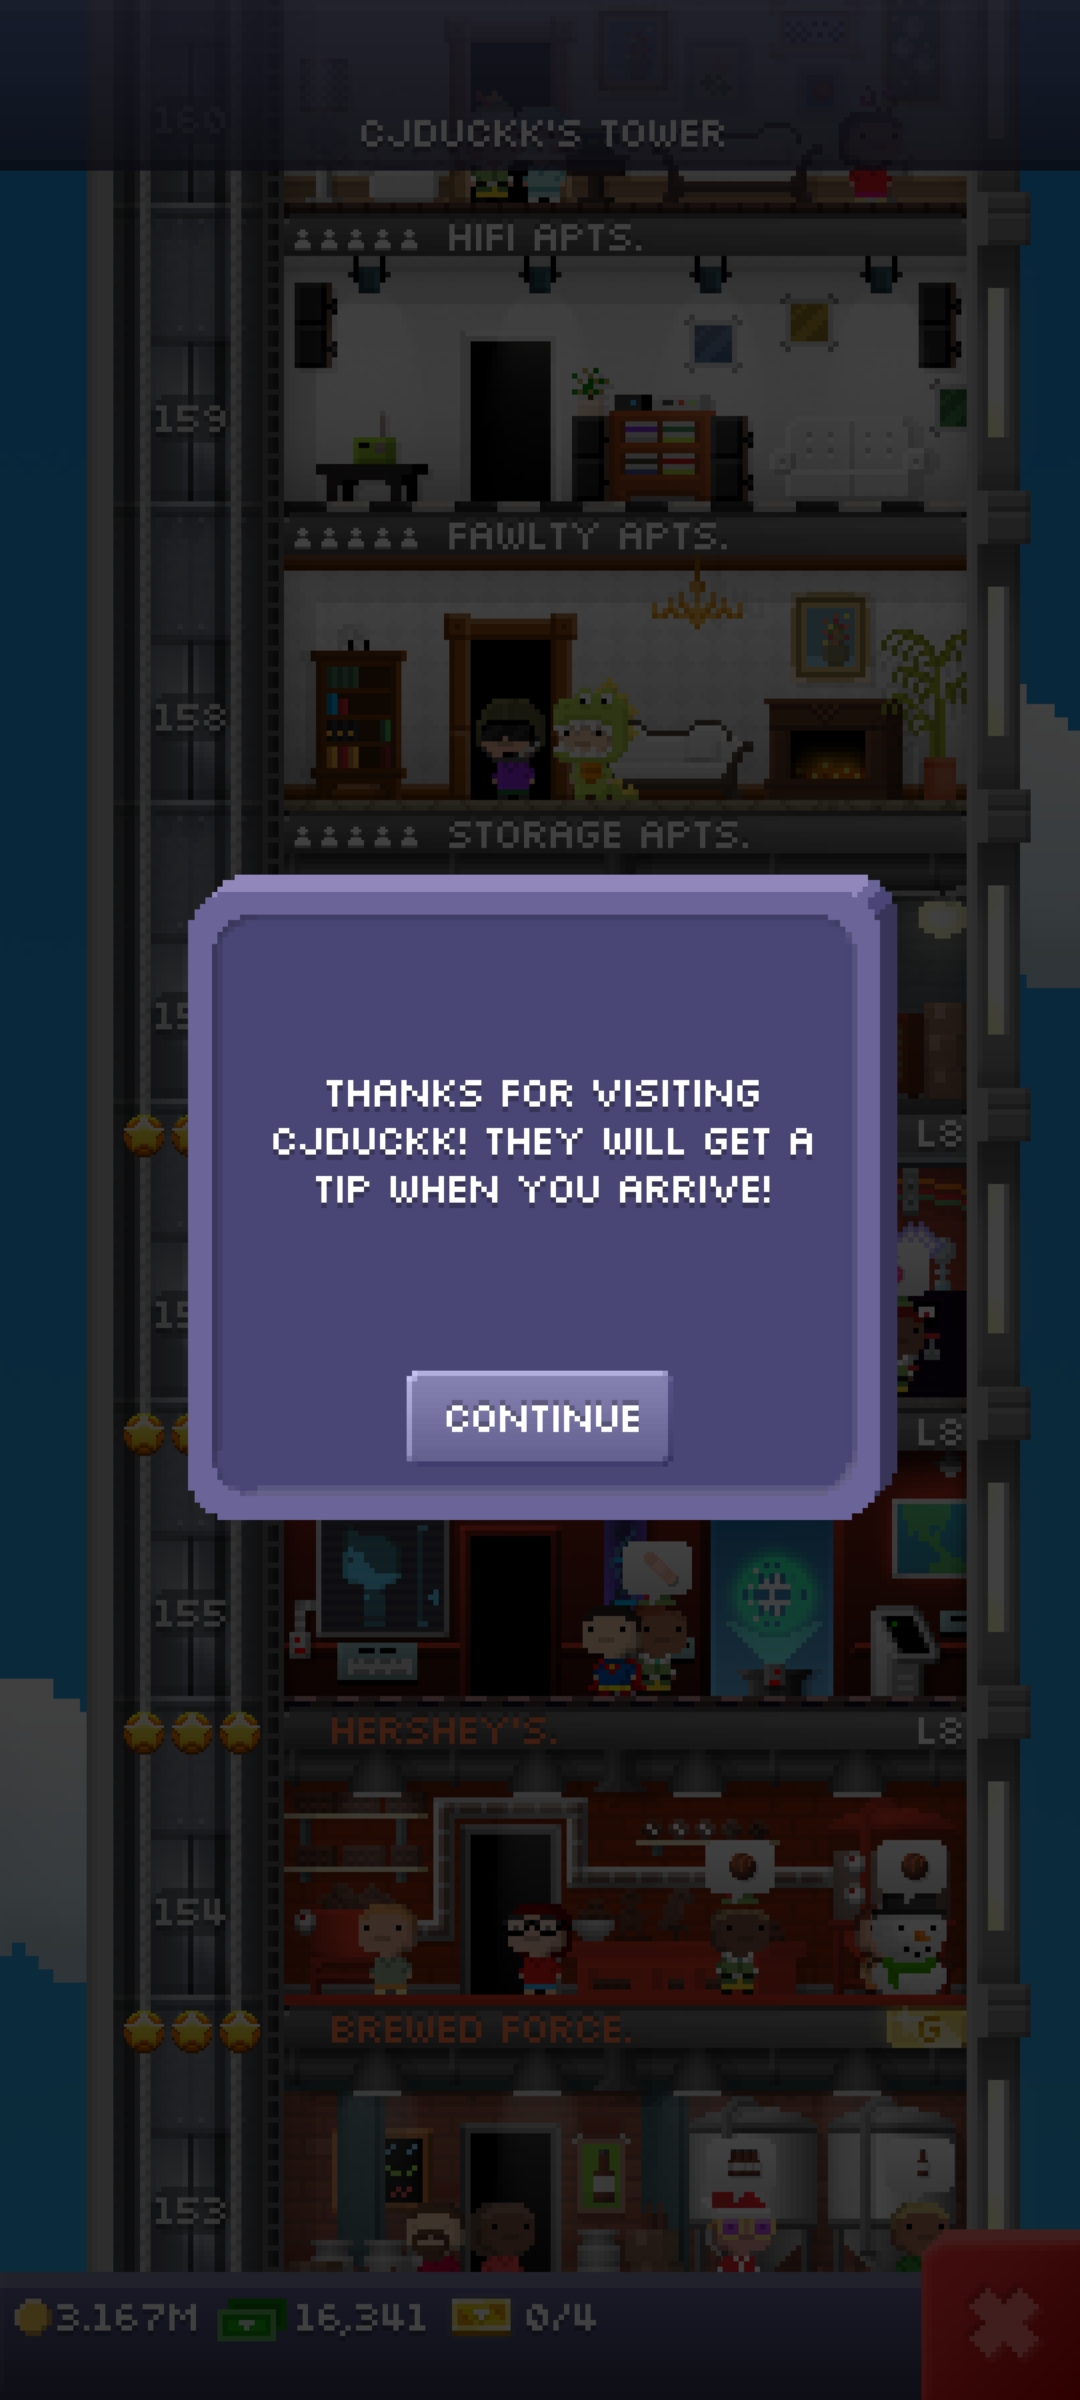 160
CJDUCKK'S TOWER
HIFI APTS.
159
FAWLTY APTS.
158
STORAGE APTS.
15
L8
THANKS FOR VISITING
CJDUCKK! THEY WILL GET A
TIP WHEN YOU ARRIVE!
15
CONTINUE
L8
155
HERSHEY'S. L8
154
BREWED FORCE. G
153
3.167M 16,341 0/4